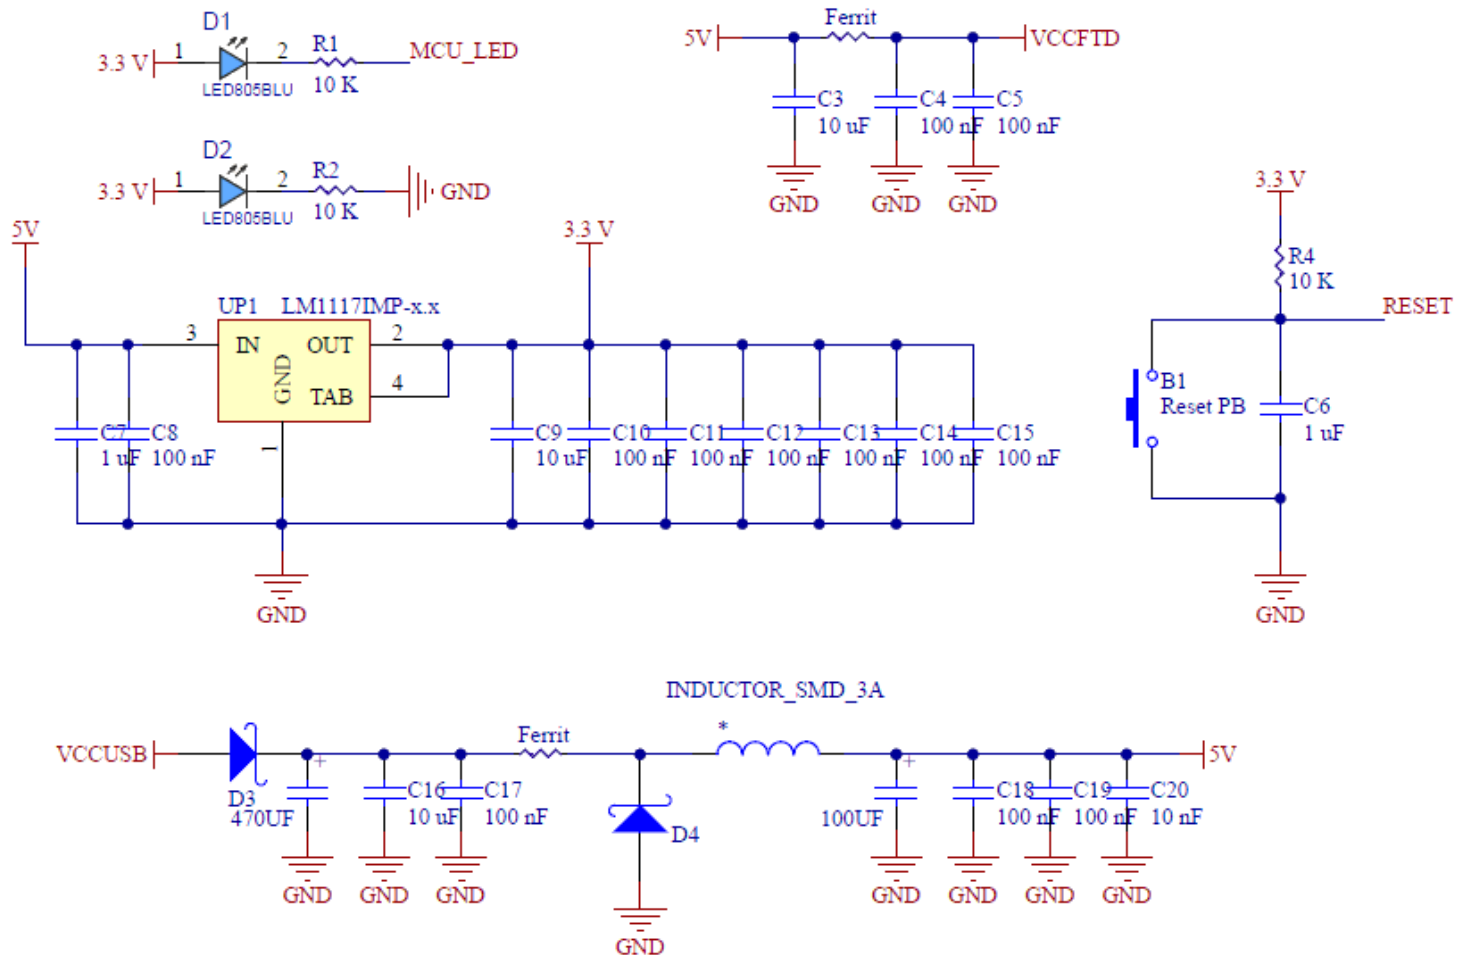 D1
3.3 V 1 2 R1 MCU_LED
LED805BLU 10 K
D2
3.3 V 1 2 R2 GND
LED805BLU 10 K
Ferrit
5V VCCFTD
C3 C4 C5
10 uF 100 nF 100 nF
GND GND GND
5V 3.3 V
UP1 LM1117IMP-x.x
3 IN OUT 2
GND
TAB 4
1
C7 C8 C9 C10 C11 C12 C13 C14 C15
1 uF 100 nF 10 uF 100 nF 100 nF 100 nF 100 nF 100 nF 100 nF
GND
3.3 V
R4
10 K
RESET
B1
Reset PB
C6
1 uF
GND
INDUCTOR_SMD_3A
*
VCCUSB Ferrit 5V
D3 + C16 C17 + C18 C19 C20
470UF 10 uF 100 nF 100UF 100 nF 100 nF 10 nF
D4
GND GND GND GND GND GND GND
GND